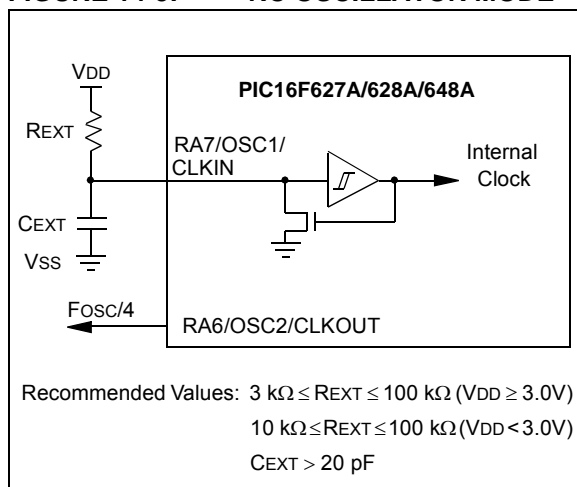 FIGURE RC OSCILLATOR MODE
VDD
PIC16F627A/628A/648A
REXT
RA7/OSC1/
CLKIN
Internal
Clock
CEXT
VSS
FOSC/4
RA6/OSC2/CLKOUT
Recommended Values: 3 kΩ ≤ REXT ≤ 100 kΩ (VDD ≥ 3.0V)
10 kΩ ≤ REXT ≤ 100 kΩ (VDD < 3.0V)
CEXT > 20 pF